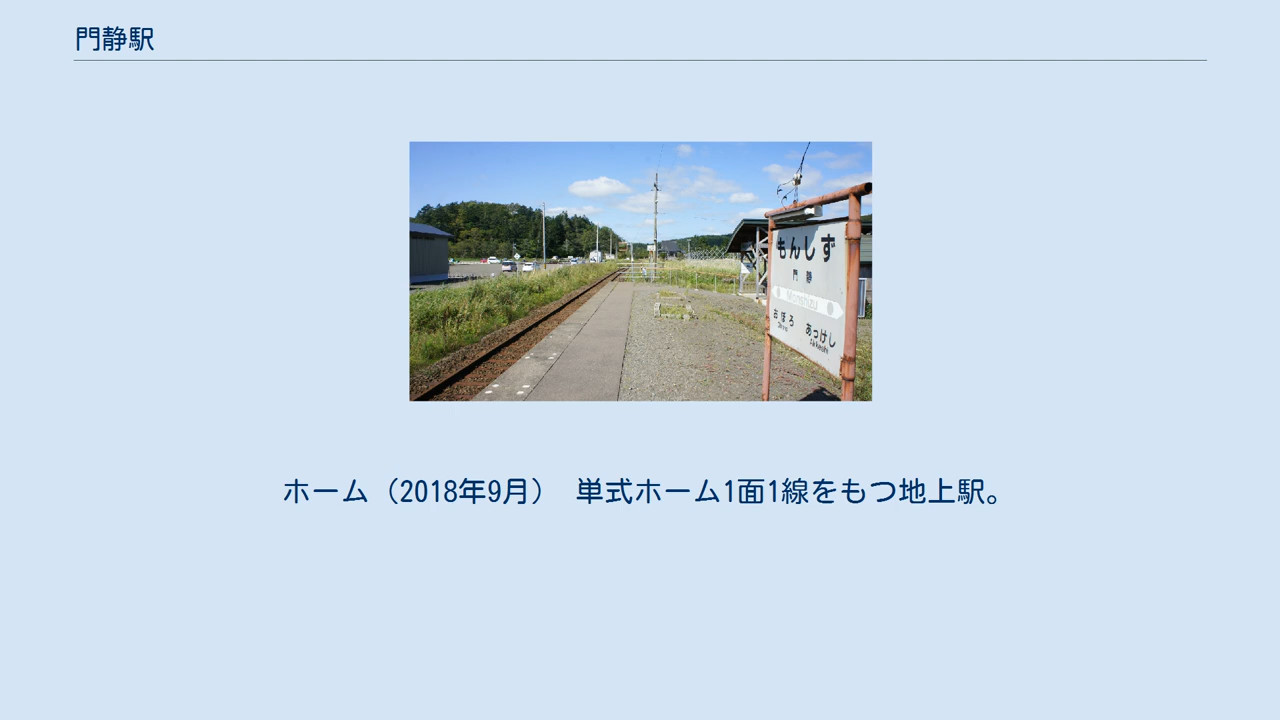 門静駅
もんしず
門静
Monshizu
おぼろ あっけし
Akkeshi
ホーム（2018年9月） 単式ホーム1面1線をもつ地上駅。